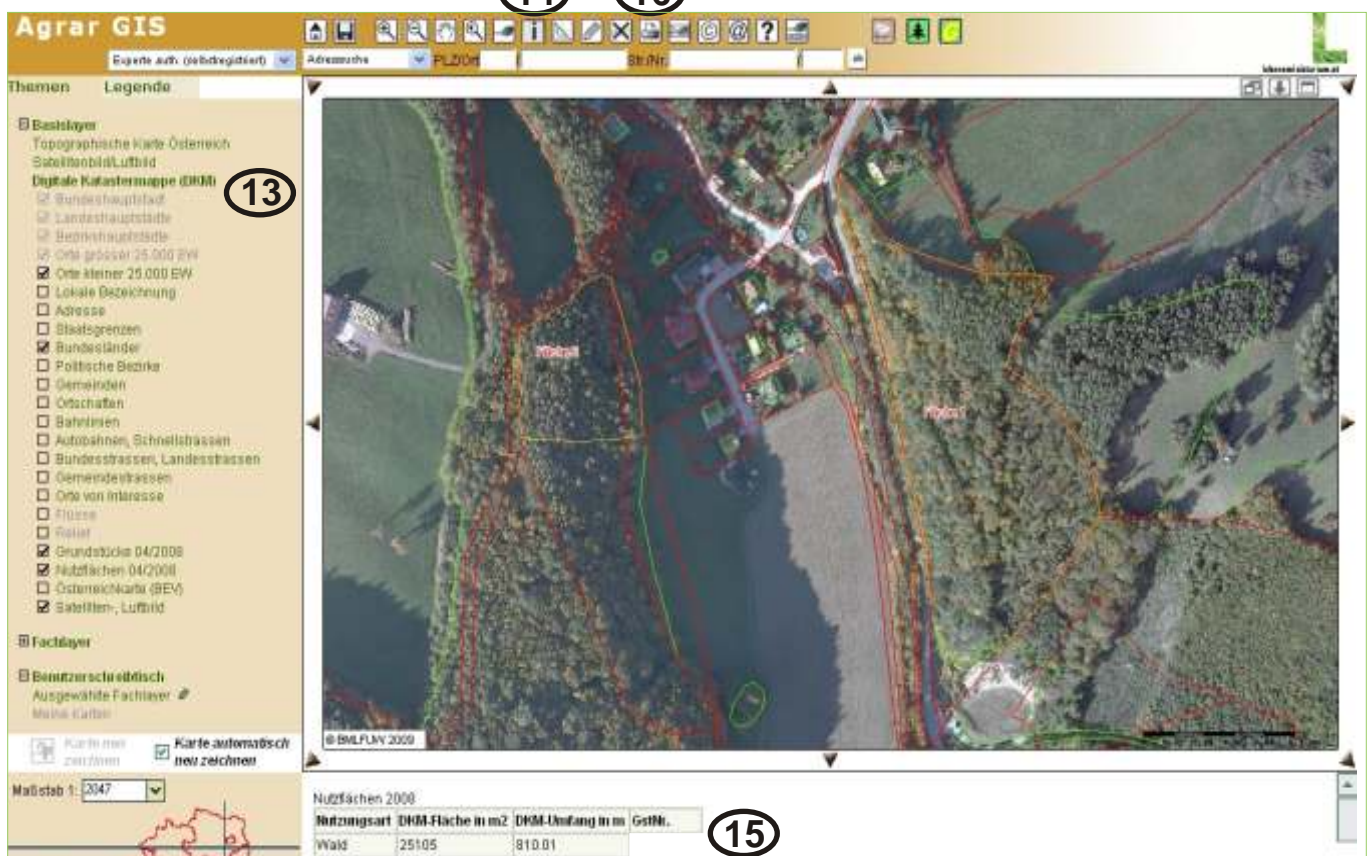 Agrar GIS
Experte auth. (selbstregistriert)
Adresssuche
PLZ/Ort
Str./Nr.
Themen Legende
Basislayer
Topographische Karte Österreich
Satellitenbild/Luftbild
Digitale Katastermappe (DKM)
13
Bundeshauptstadt
Landeshauptstädte
Bezirkshauptstädte
Orte grösser 25.000 EW
Orte kleiner 25.000 EW
Lokale Bezeichnung
Adresse
Staatsgrenzen
Bundesländer
Politische Bezirke
Gemeinden
Ortschaften
Bahnlinien
Autobahnen, Schnellstrassen
Bundesstrassen, Landesstrassen
Gemeindestrassen
Orte von Interesse
Flüsse
Relief
Grundstücke 04/2008
Nutzflächen 04/2008
Österreichkarte (BEV)
Satelliten-, Luftbild
Fachlayer
Benutzerschreibtisch
Ausgewählte Fachlayer
Meine Karten
Karte neu zeichnen
Karte automatisch neu zeichnen
© BMLFUW 2009
Maßstab 1: 2047
Nutzflächen 2008
Nutzungsart DKM-Fläche in m2 DKM-Umfang in m GstNr.
Wald 25105 810.01
15